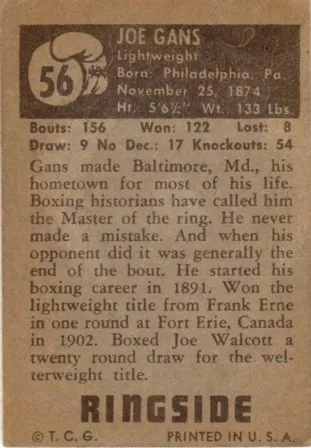 56
JOE GANS
Lightweight
Born: Philadelphia, Pa.
November 25, 1874
Ht. 5'6½" Wt. 133 Lbs.
Bouts: 156 Won: 122 Lost: 8
Draw: 9 No Dec.: 17 Knockouts: 54
Gans made Baltimore, Md., his
hometown for most of his life.
Boxing historians have called him
the Master of the ring. He never
made a mistake. And when his
opponent did it was generally the
end of the bout. He started his
boxing career in 1891. Won the
lightweight title from Frank Erne
in one round at Fort Erie, Canada
in 1902. Boxed Joe Walcott a
twenty round draw for the wel-
terweight title.
RINGSIDE
© T. C. G. PRINTED IN U. S. A.